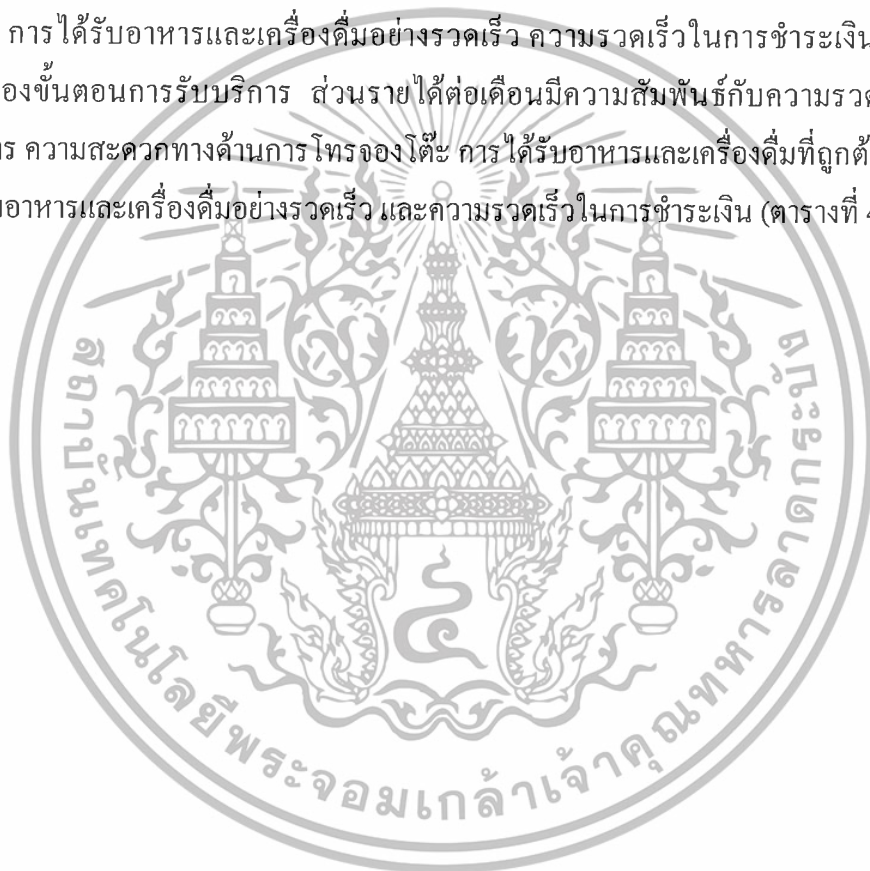 การได้รับอาหารและเครื่องดื่มอย่างรวดเร็ว ความรวดเร็วในการชำระเงิน
องขั้นตอนการรับบริการ ส่วนรายได้ต่อเดือนมีความสัมพันธ์กับความรวด
ร ความสะดวกทางด้านการโทรจองโต๊ะ การได้รับอาหารและเครื่องดื่มที่ถูกต้
อาหารและเครื่องดื่มอย่างรวดเร็ว และความรวดเร็วในการชำระเงิน (ตารางที่ 4
สถาบันเทคโนโลยีพระจอมเกล้าเจ้าคุณทหารลาดกระบัง
๔